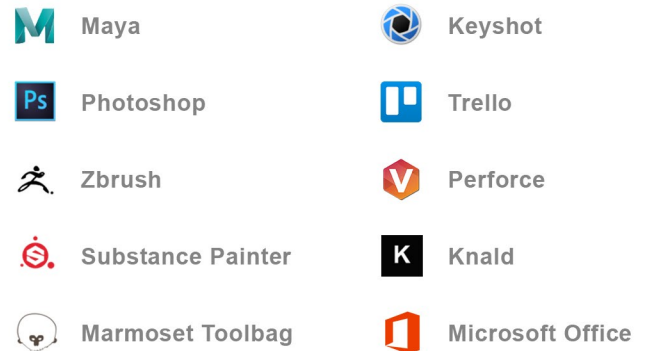 Maya
Keyshot
Ps Photoshop
Trello
Zbrush
V Perforce
S Substance Painter
K Knald
Marmoset Toolbag
Microsoft Office